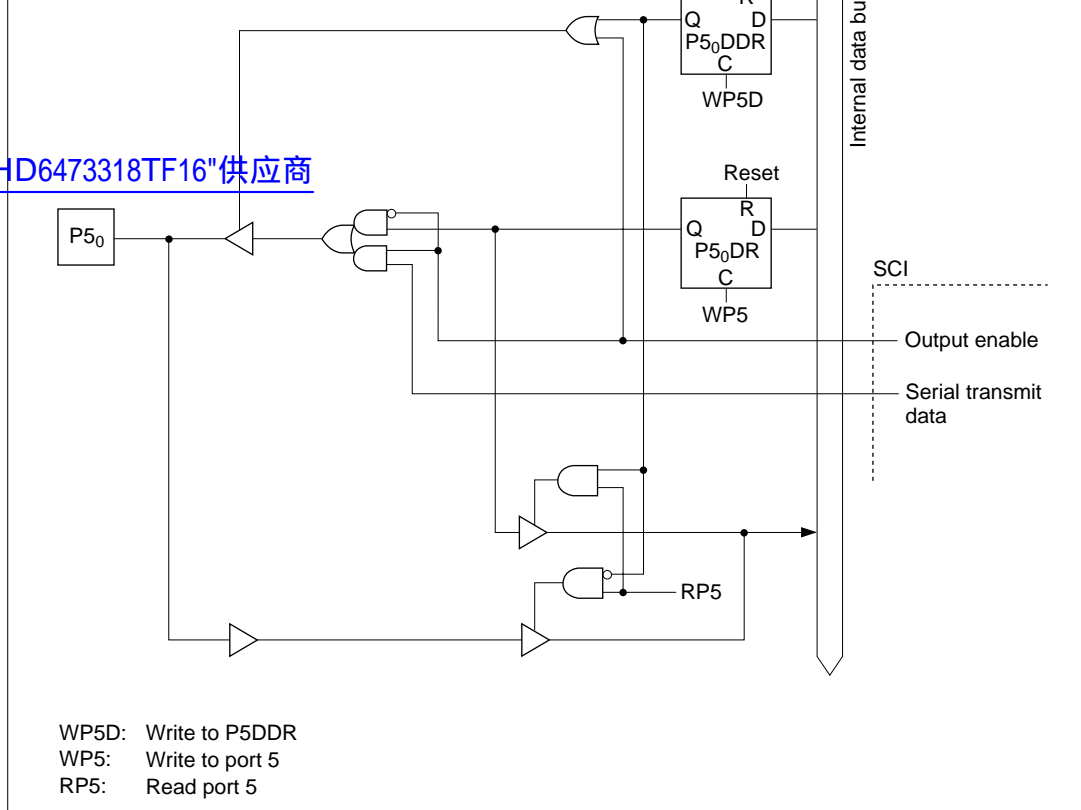 R
Q D
P5₀DDR
C
WP5D
Internal data bu
HD6473318TF16"供应商
Reset
R
P5₀
Q D
P5₀DR
C
WP5
SCI
Output enable
Serial transmit
data
RP5
WP5D: Write to P5DDR
WP5: Write to port 5
RP5: Read port 5